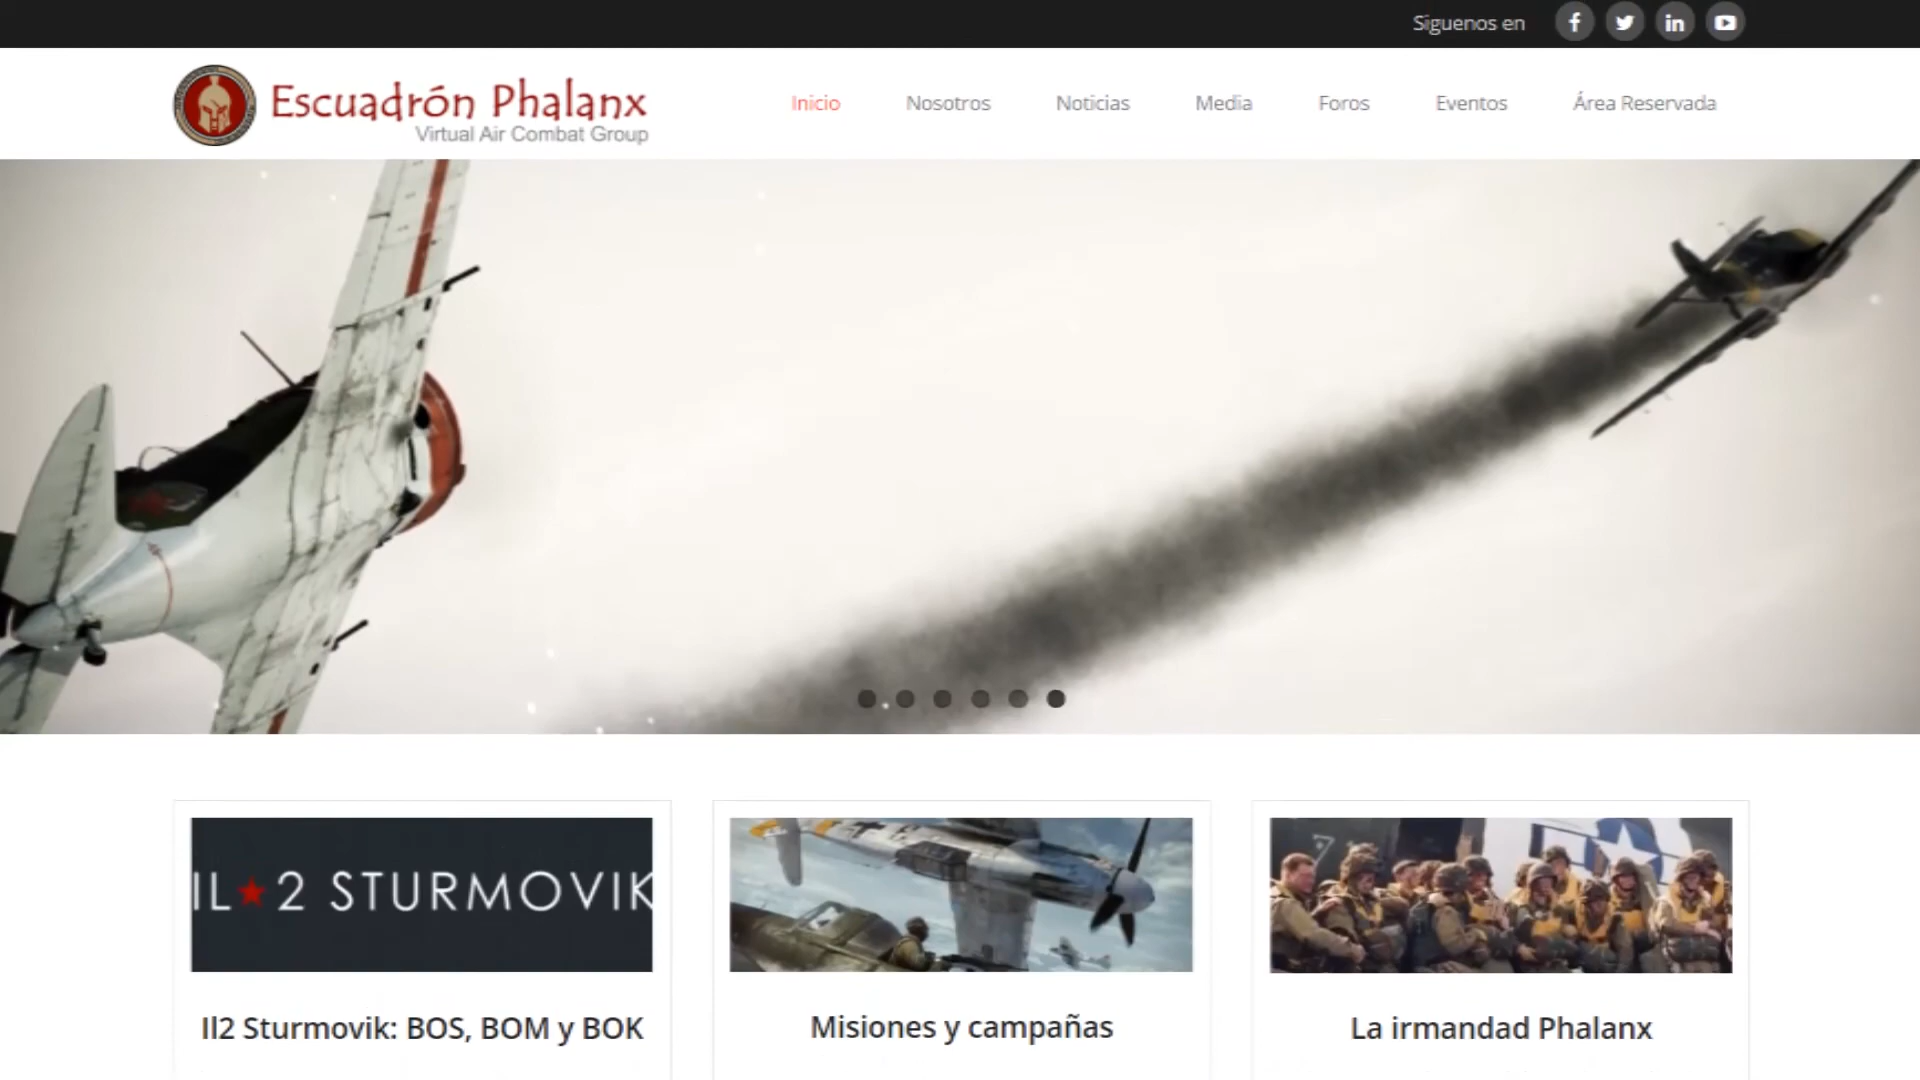 Síguenos en
Escuadrón Phalanx
Virtual Air Combat Group
Inicio Nosotros Noticias Media Foros Eventos Área Reservada
IL★2 STURMOVIK
Il2 Sturmovik: BOS, BOM y BOK
Misiones y campañas
La irmandad Phalanx